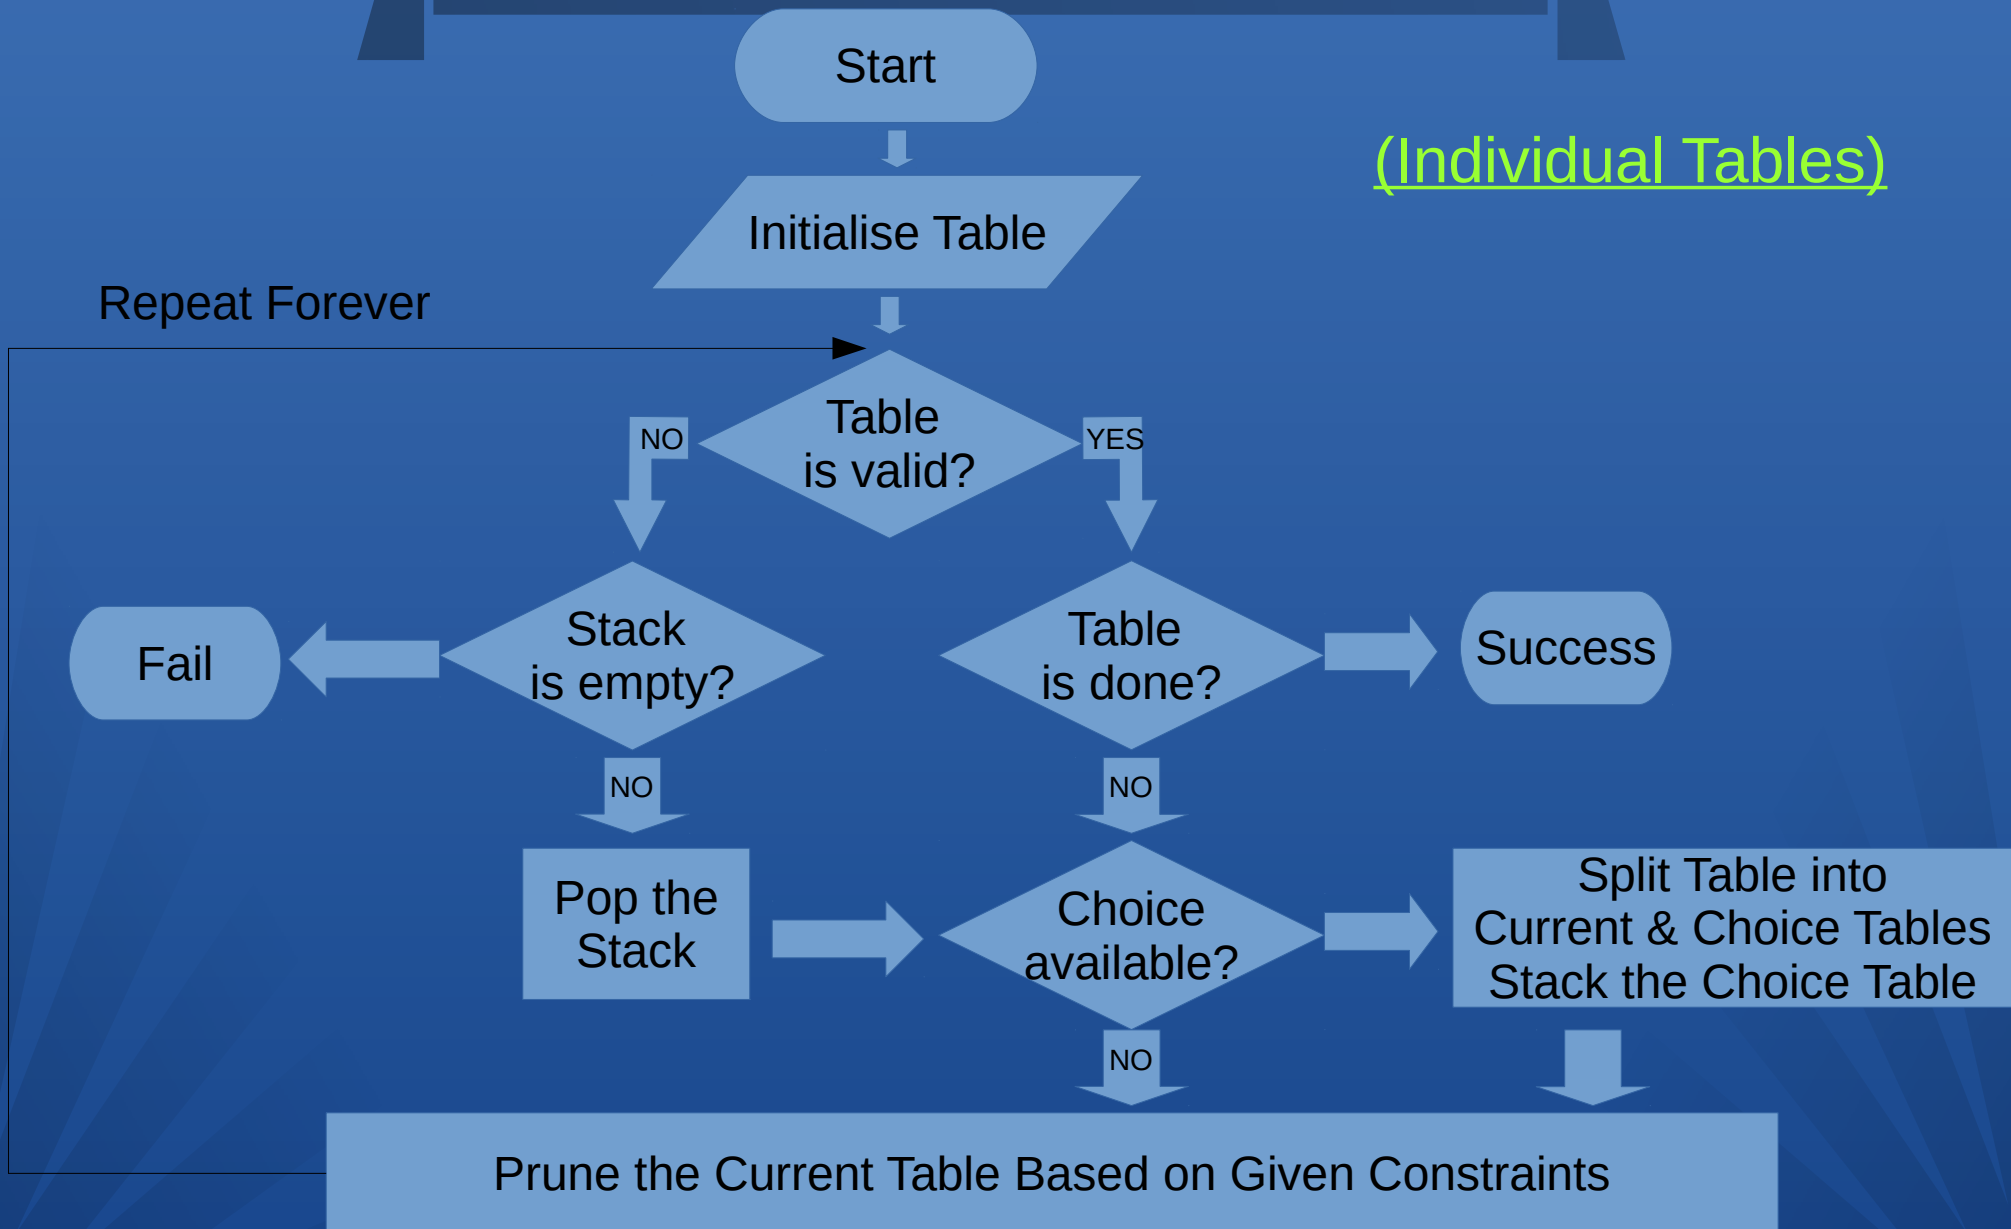 Start
(Individual Tables)
Initialise Table
Repeat Forever
Table
is valid?
NO
YES
Stack
is empty?
Table
is done?
Fail
Success
NO
NO
Pop the
Stack
Choice
available?
Split Table into
Current & Choice Tables
Stack the Choice Table
NO
Prune the Current Table Based on Given Constraints